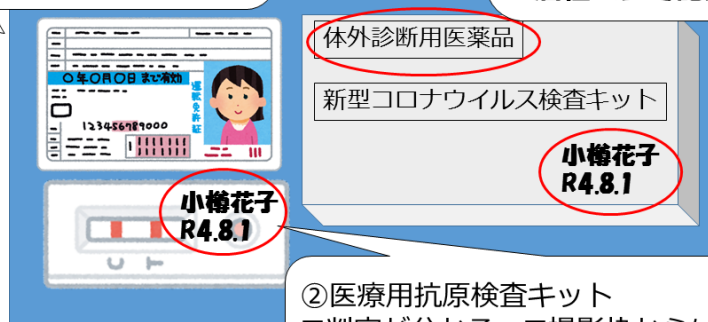 体外診断用医薬品
〇年〇月〇日 まで有効
運転免許証
新型コロナウイルス検査キット
123456789000
小樽花子
R4.8.1
小樽花子
R4.8.1
②医療用抗原検査キット